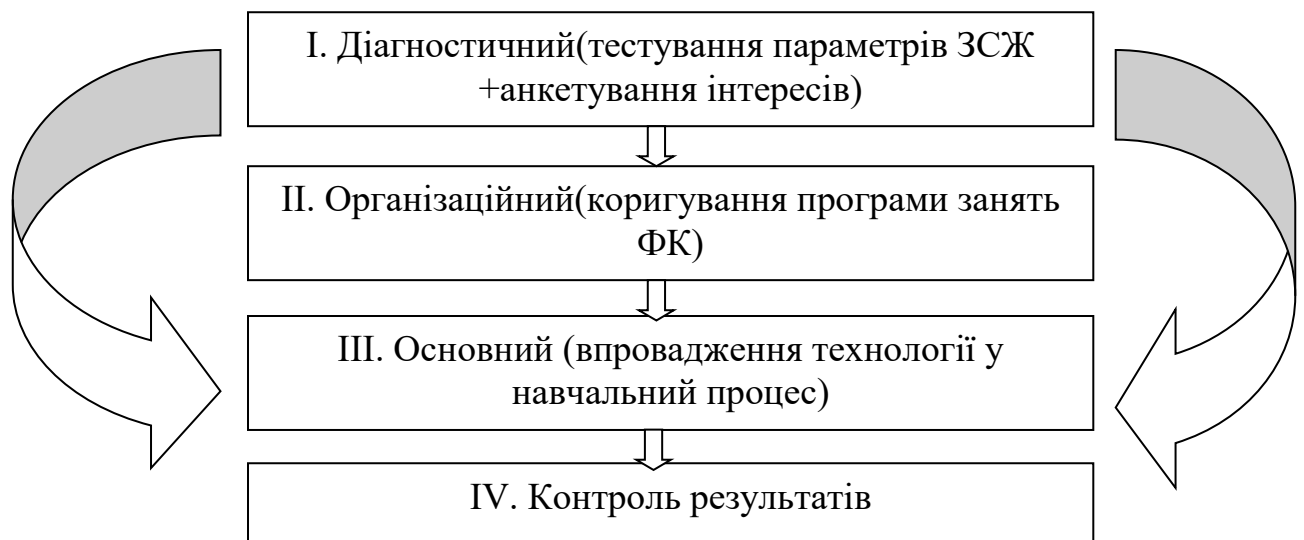 І. Діагностичний(тестування параметрів ЗСЖ
+анкетування інтересів)
ІІ. Організаційний(коригування програми занять
ФК)
ІІІ. Основний (впровадження технології у
навчальний процес)
IV. Контроль результатів